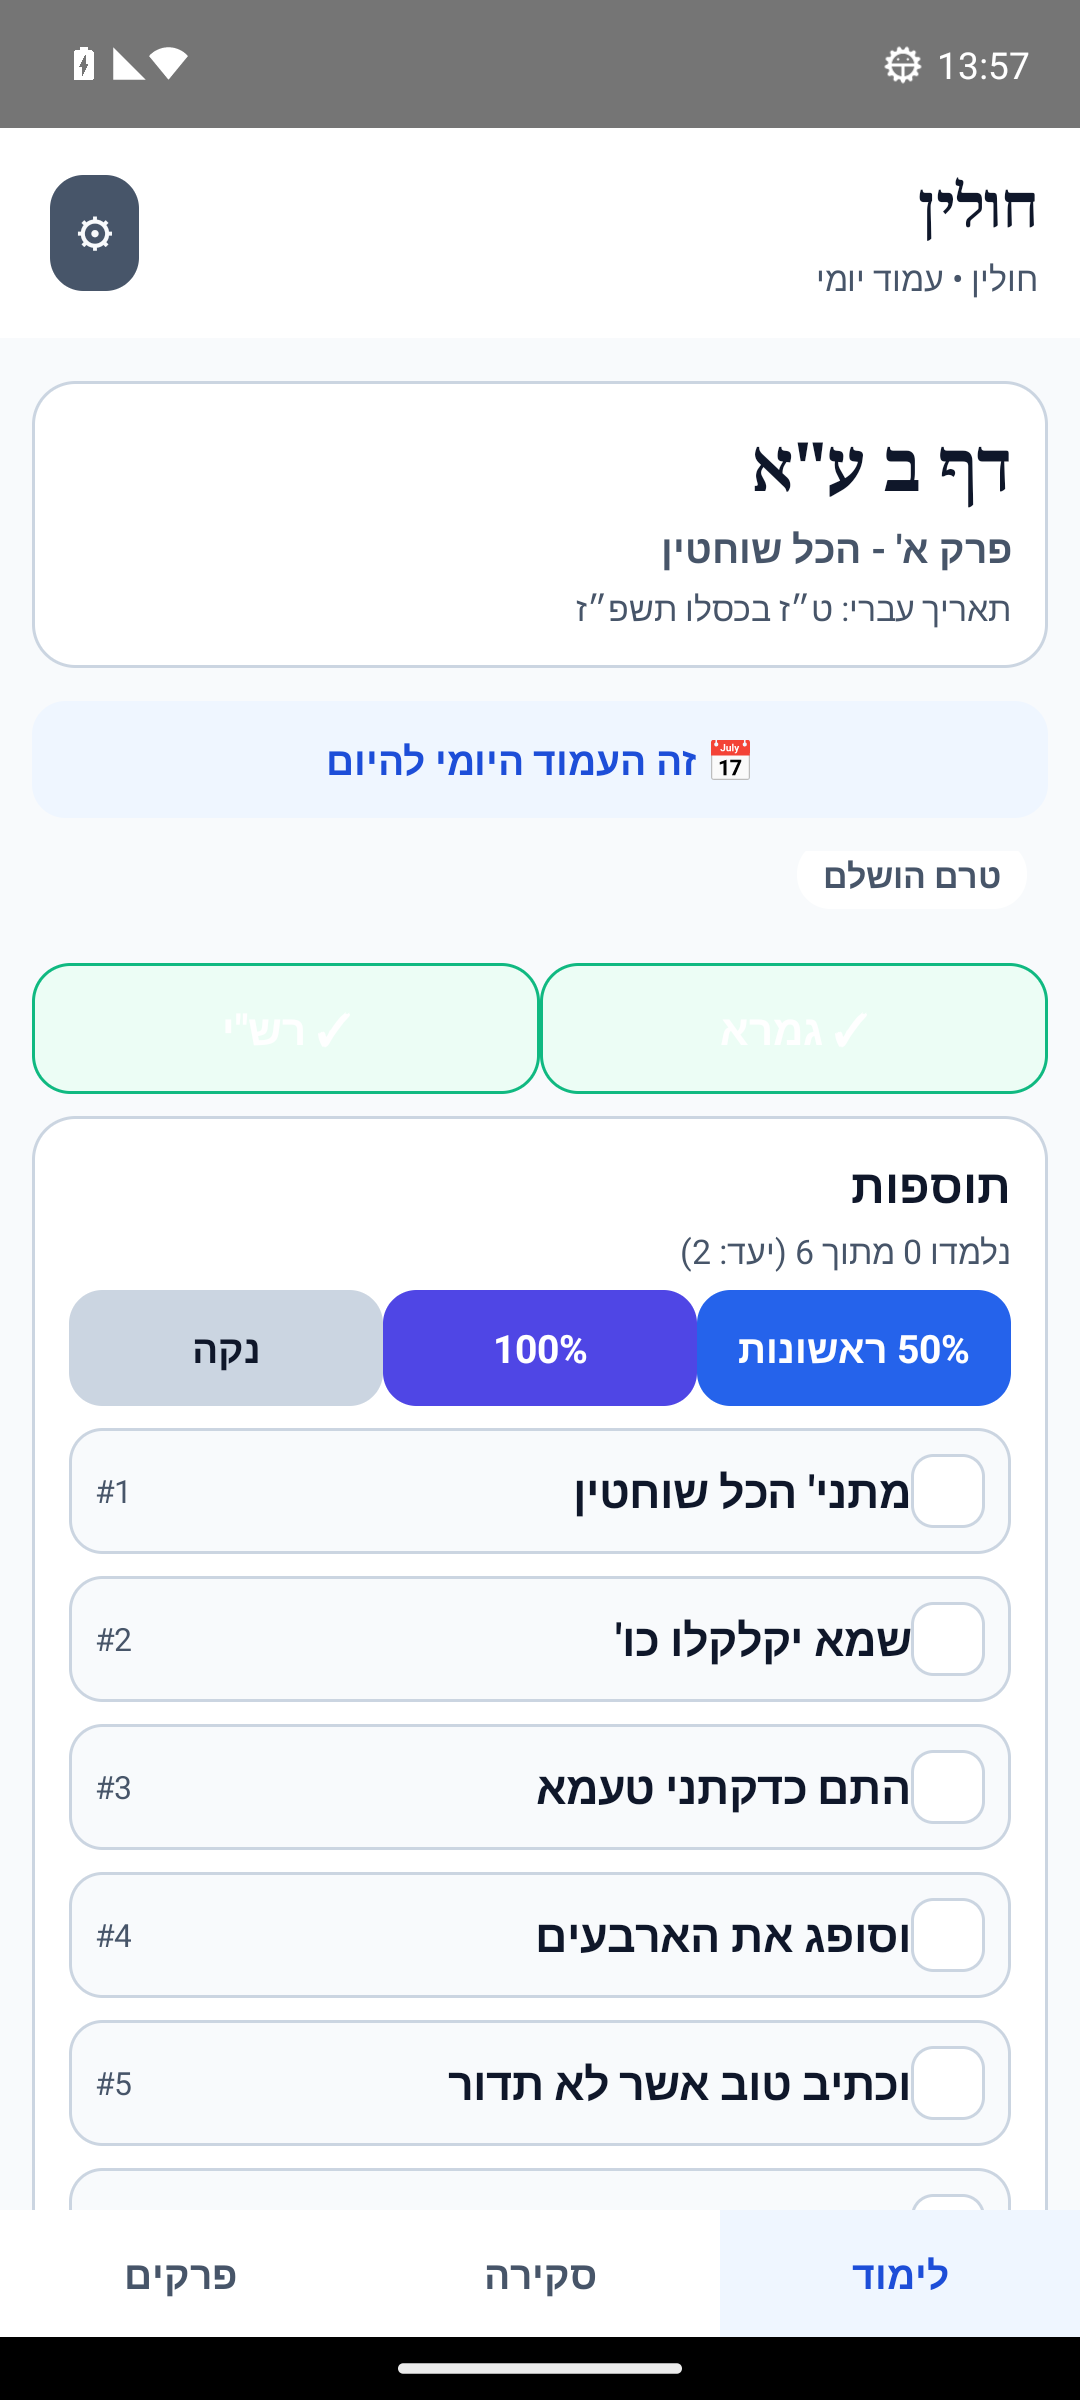 13:57
חולין
חולין • עמוד יומי
⚙
דף ב ע"א
פרק א' - הכל שוחטין
תאריך עברי: ט״ז בכסלו תשפ״ז
📅 זה העמוד היומי להיום
טרם הושלם
✓ גמרא
✓ רש"י
תוספות
נלמדו 0 מתוך 6 (יעד: 2)
50% ראשונות
100%
נקה
מתני' הכל שוחטין
#1
שמא יקלקלו כו'
#2
התם כדקתני טעמא
#3
וסופג את הארבעים
#4
וכתיב טוב אשר לא תדור
#5
לימוד
סקירה
פרקים